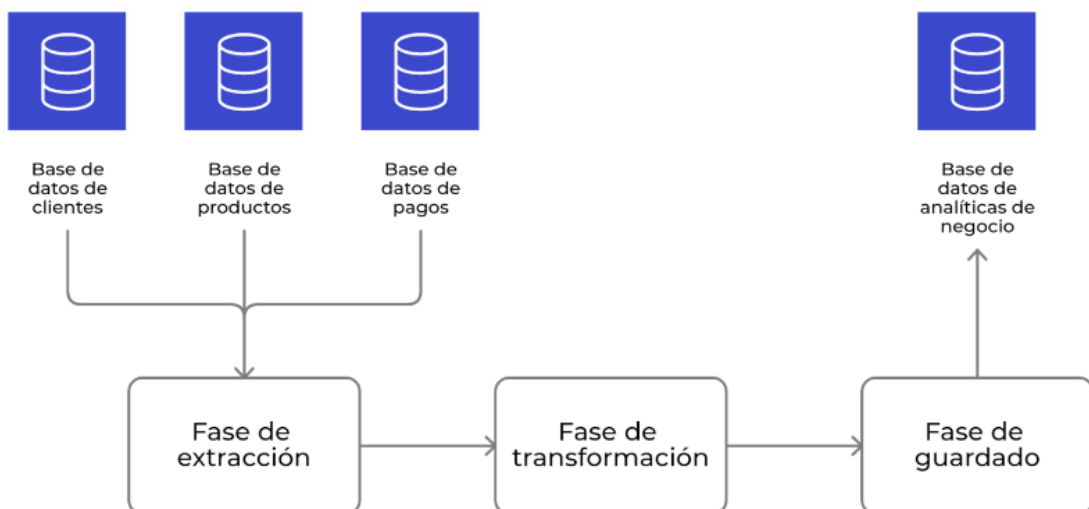 Base de
datos de
clientes
Base de
datos de
productos
Base de
datos de
pagos
Base de
datos de
analíticas de
negocio
Fase de
extracción
Fase de
transformación
Fase de
guardado